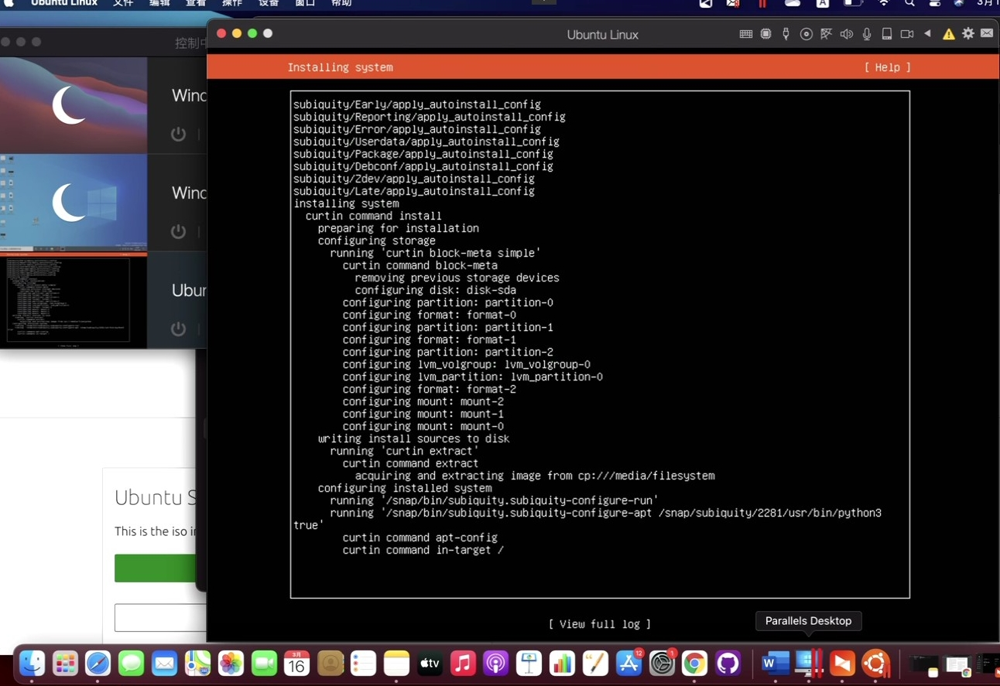 Ubuntu Linux 文件 编辑 查看 操作 设备 窗口 帮助
A
控制中
Ubuntu Linux
Installing system
[ Help ]
subiquity/Early/apply_autoinstall_config
subiquity/Reporting/apply_autoinstall_config
subiquity/Error/apply_autoinstall_config
subiquity/Userdata/apply_autoinstall_config
subiquity/Package/apply_autoinstall_config
subiquity/Debconf/apply_autoinstall_config
subiquity/Zdev/apply_autoinstall_config
subiquity/Late/apply_autoinstall_config
installing system
curtin command install
preparing for installation
configuring storage
running 'curtin block-meta simple'
curtin command block-meta
removing previous storage devices
configuring disk: disk-sda
configuring partition: partition-0
configuring format: format-0
configuring partition: partition-1
configuring format: format-1
configuring partition: partition-2
configuring lvm_volgroup: lvm_volgroup-0
configuring lvm_partition: lvm_partition-0
configuring format: format-2
configuring mount: mount-2
configuring mount: mount-1
configuring mount: mount-0
writing install sources to disk
running 'curtin extract'
curtin command extract
acquiring and extracting image from cp:///media/filesystem
configuring installed system
running '/snap/bin/subiquity.subiquity-configure-run'
running '/snap/bin/subiquity.subiquity-configure-apt /snap/subiquity/2281/usr/bin/python3
true'
curtin command apt-config
curtin command in-target /
[ View full log ]
Wind
Wind
Ubun
Ubuntu S
This is the iso i
Parallels Desktop
3月
16
tv
12
1
W